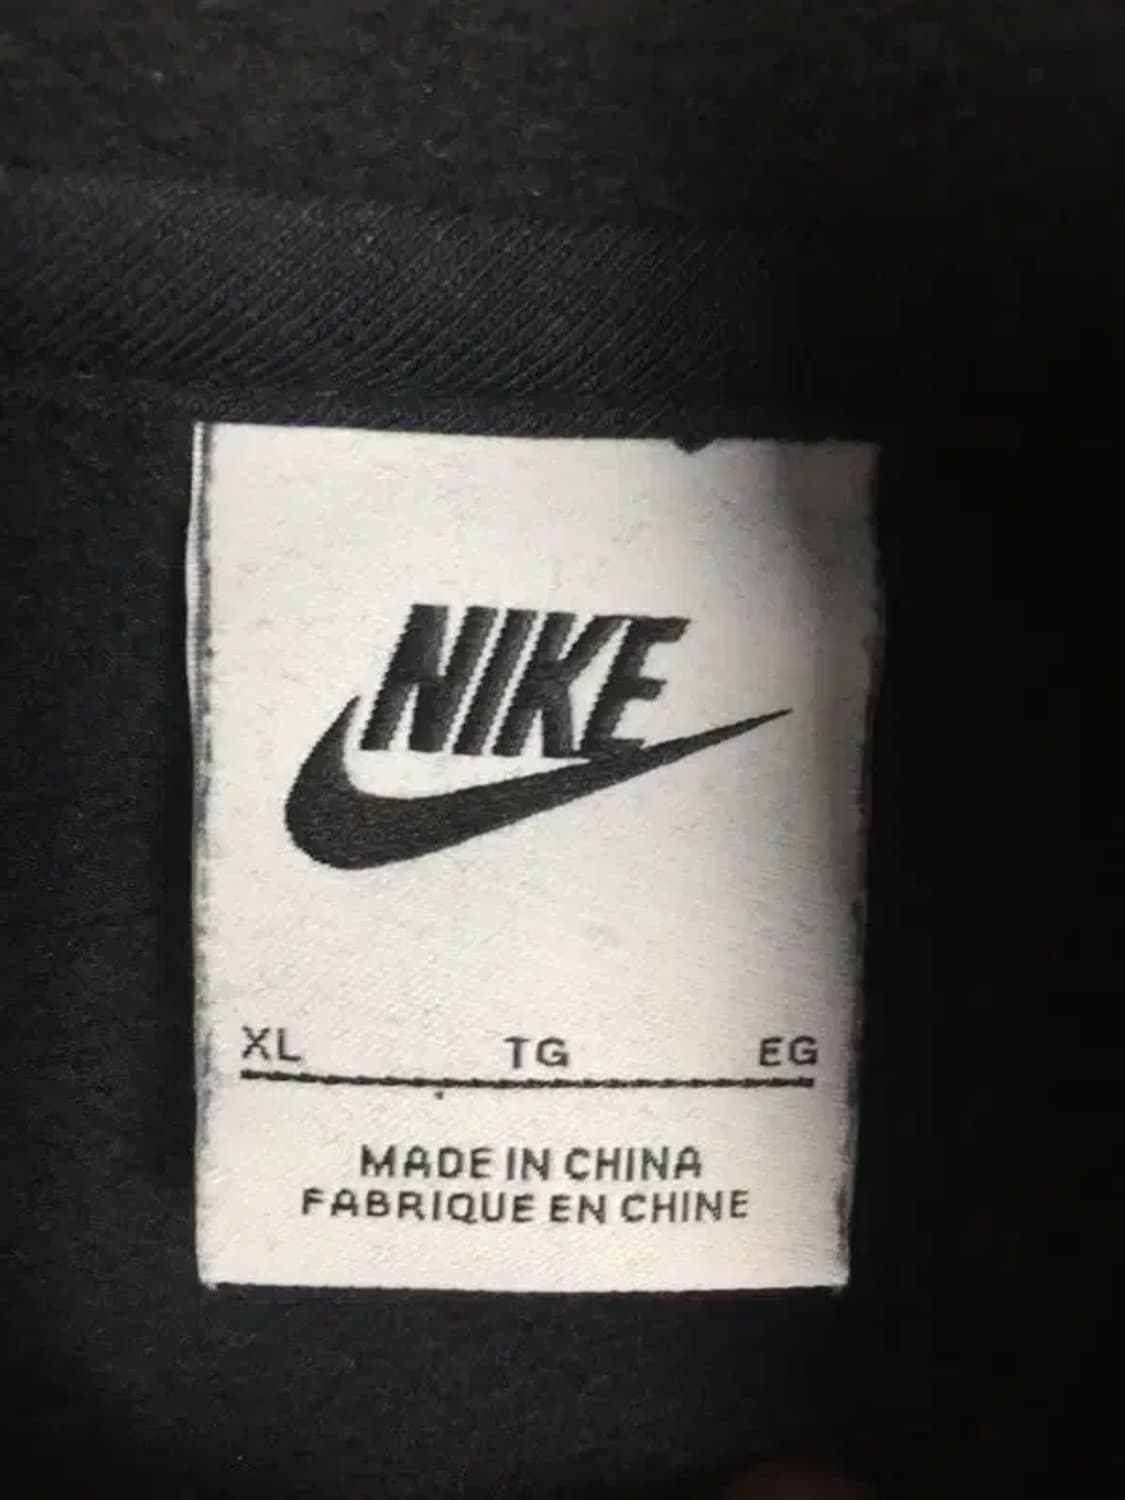 NIKE
XL TG EG
MADE IN CHINA
FABRIQUE EN CHINE